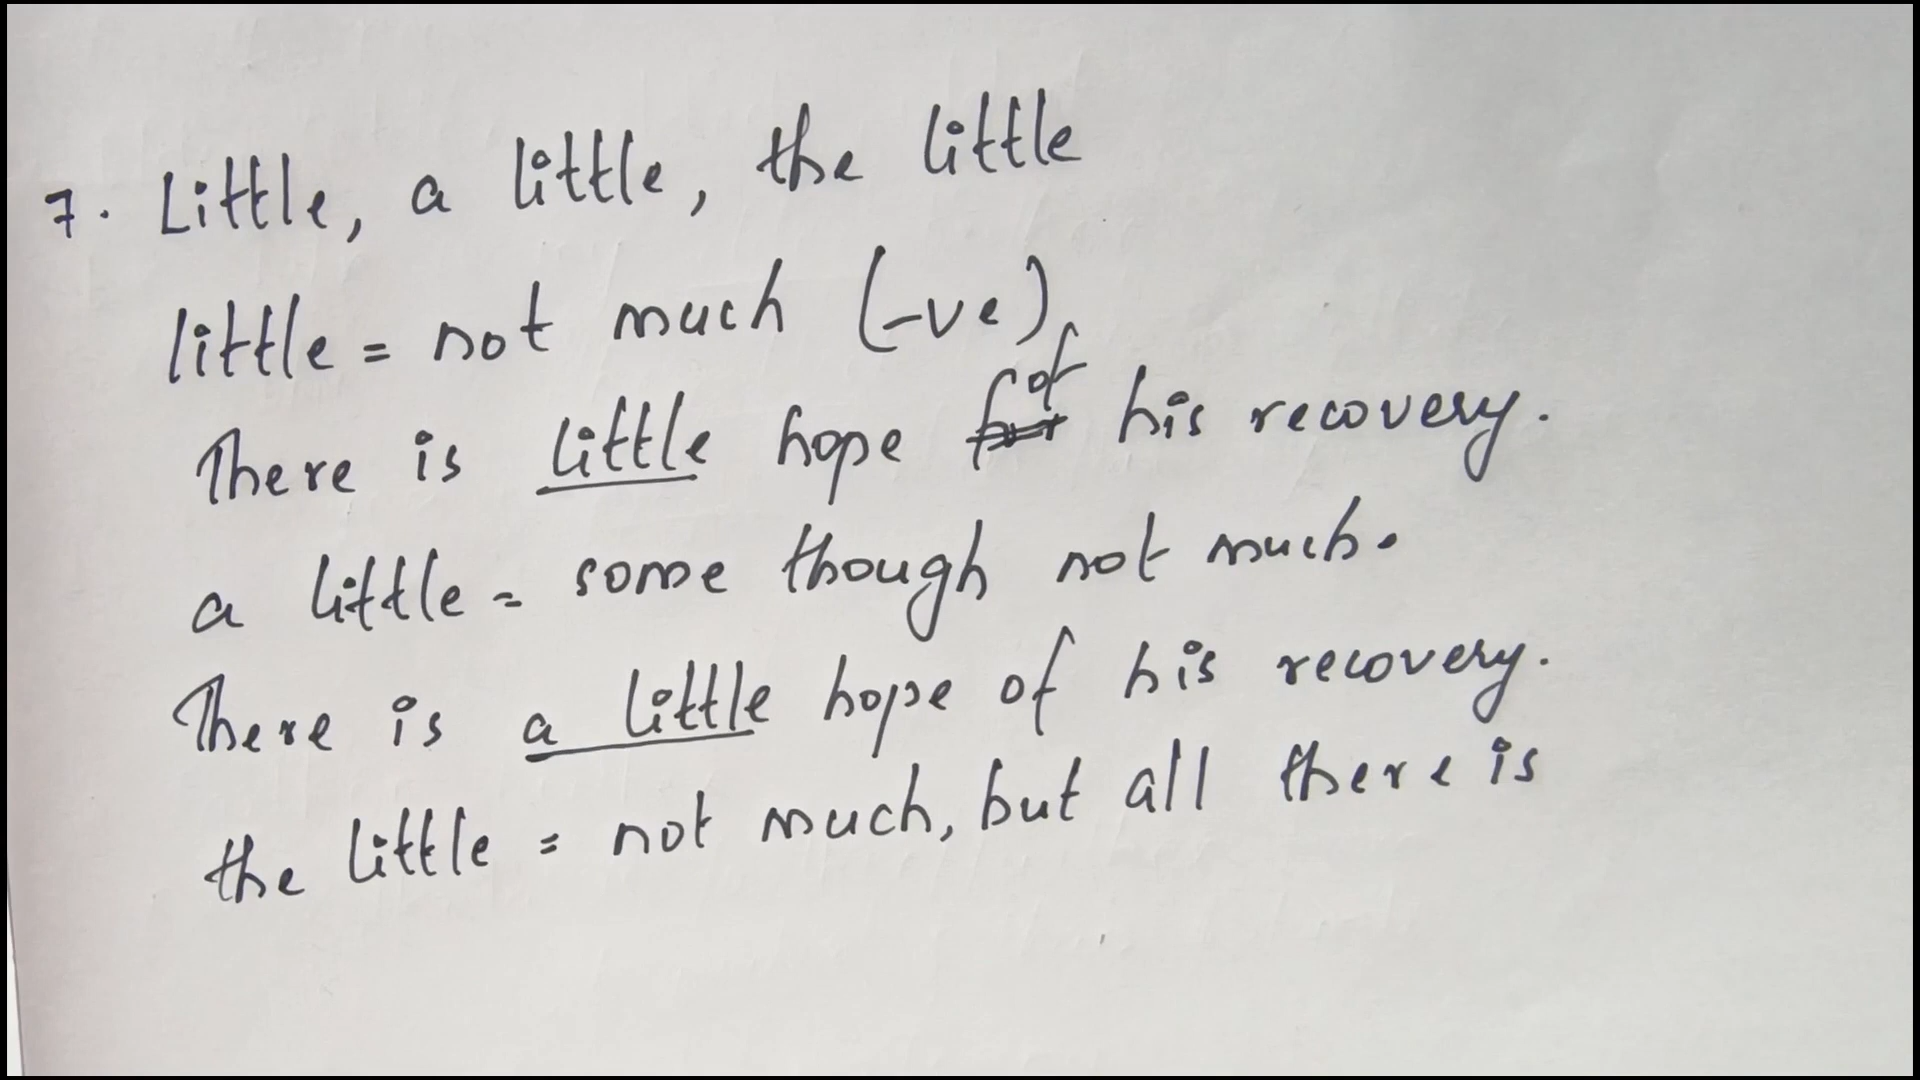 7. Little, a little, the little
little = not much (-ve)
There is little hope of his recovery.
a little = some though not much.
There is a little hope of his recovery.
the little = not much, but all there is